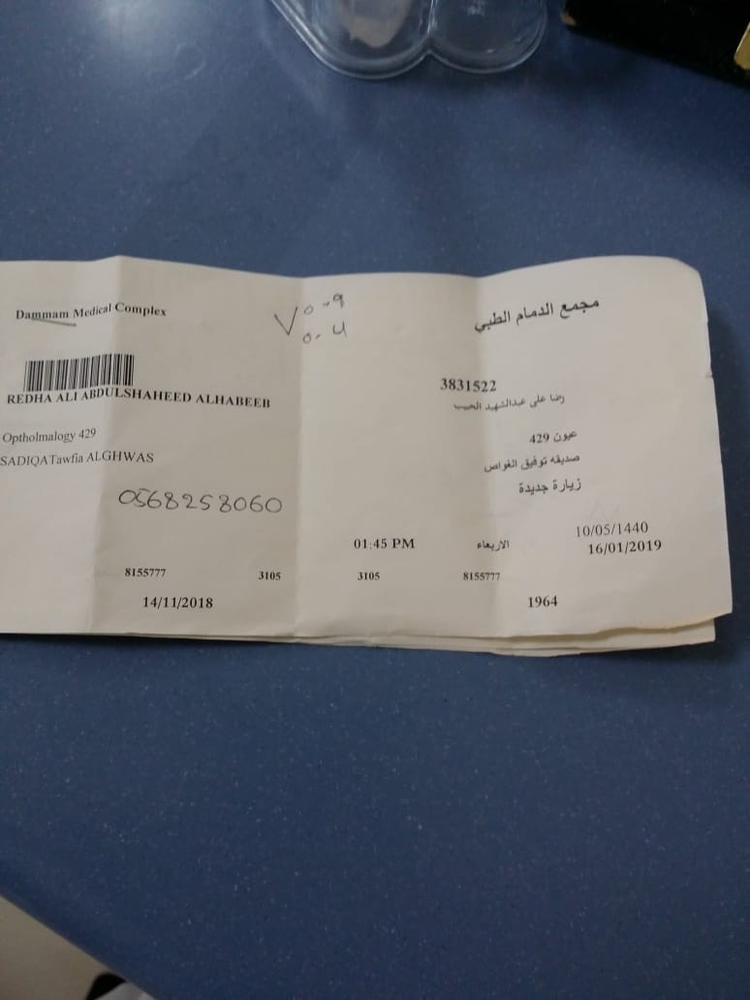 Dammam Medical Complex
مجمع الدمام الطبي
V 0.9
0.4
3831522
REDHA ALI ABDULSHAHEED ALHABEEB
رضا علي عبدالشهيد الحبيب
Optholmalogy 429
عيون 429
SADIQATawfia ALGHWAS
صديقه توفيق الغواص
زيارة جديدة
0568258060
10/05/1440
01:45 PM الاربعاء 16/01/2019
8155777 3105 3105 8155777
14/11/2018 1964